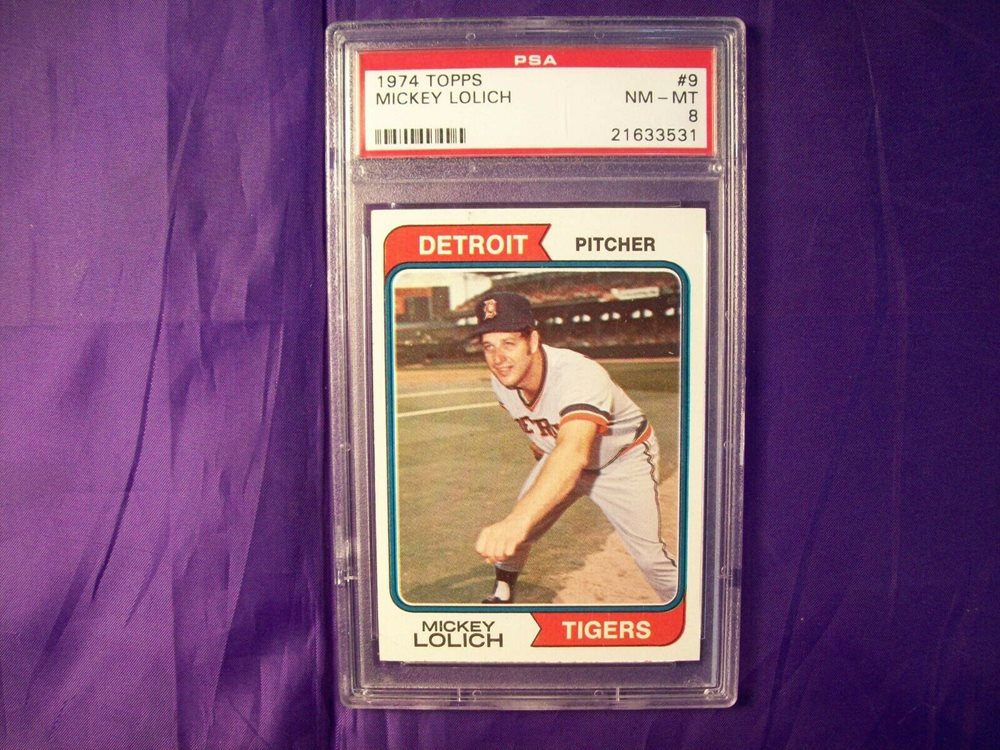 PSA
1974 TOPPS #9
MICKEY LOLICH NM - MT
8
21633531
DETROIT PITCHER
MICKEY
LOLICH TIGERS